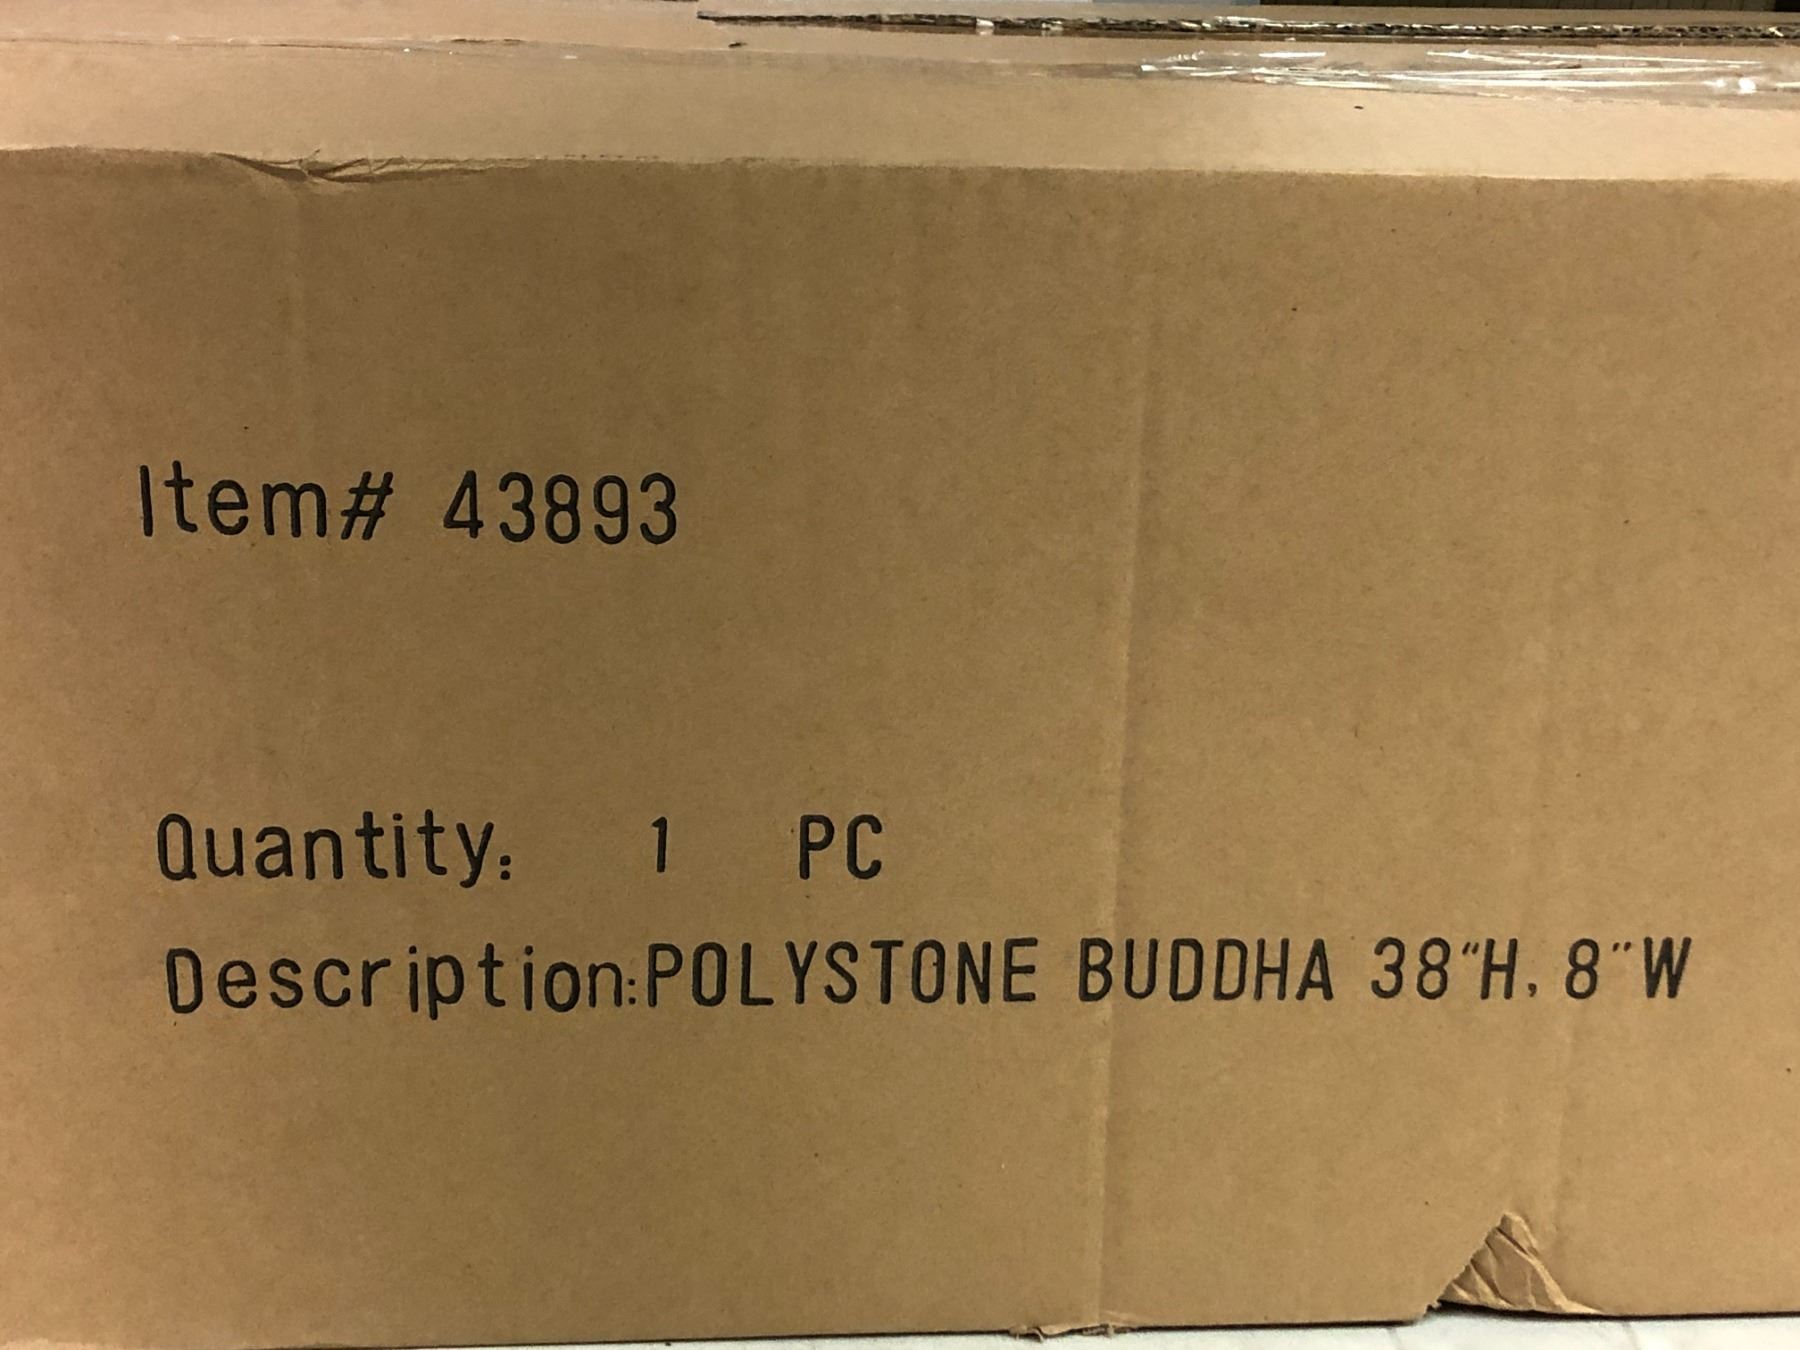 Item# 43893
Quantity: 1 PC
Description:POLYSTONE BUDDHA 38"H, 8"W